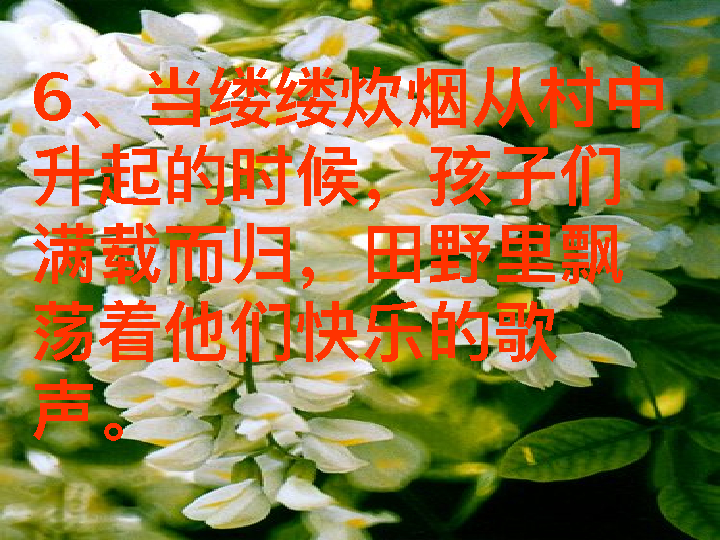 6、当缕缕炊烟从村中
升起的时候，孩子们
满载而归，田野里飘
荡着他们快乐的歌
声。